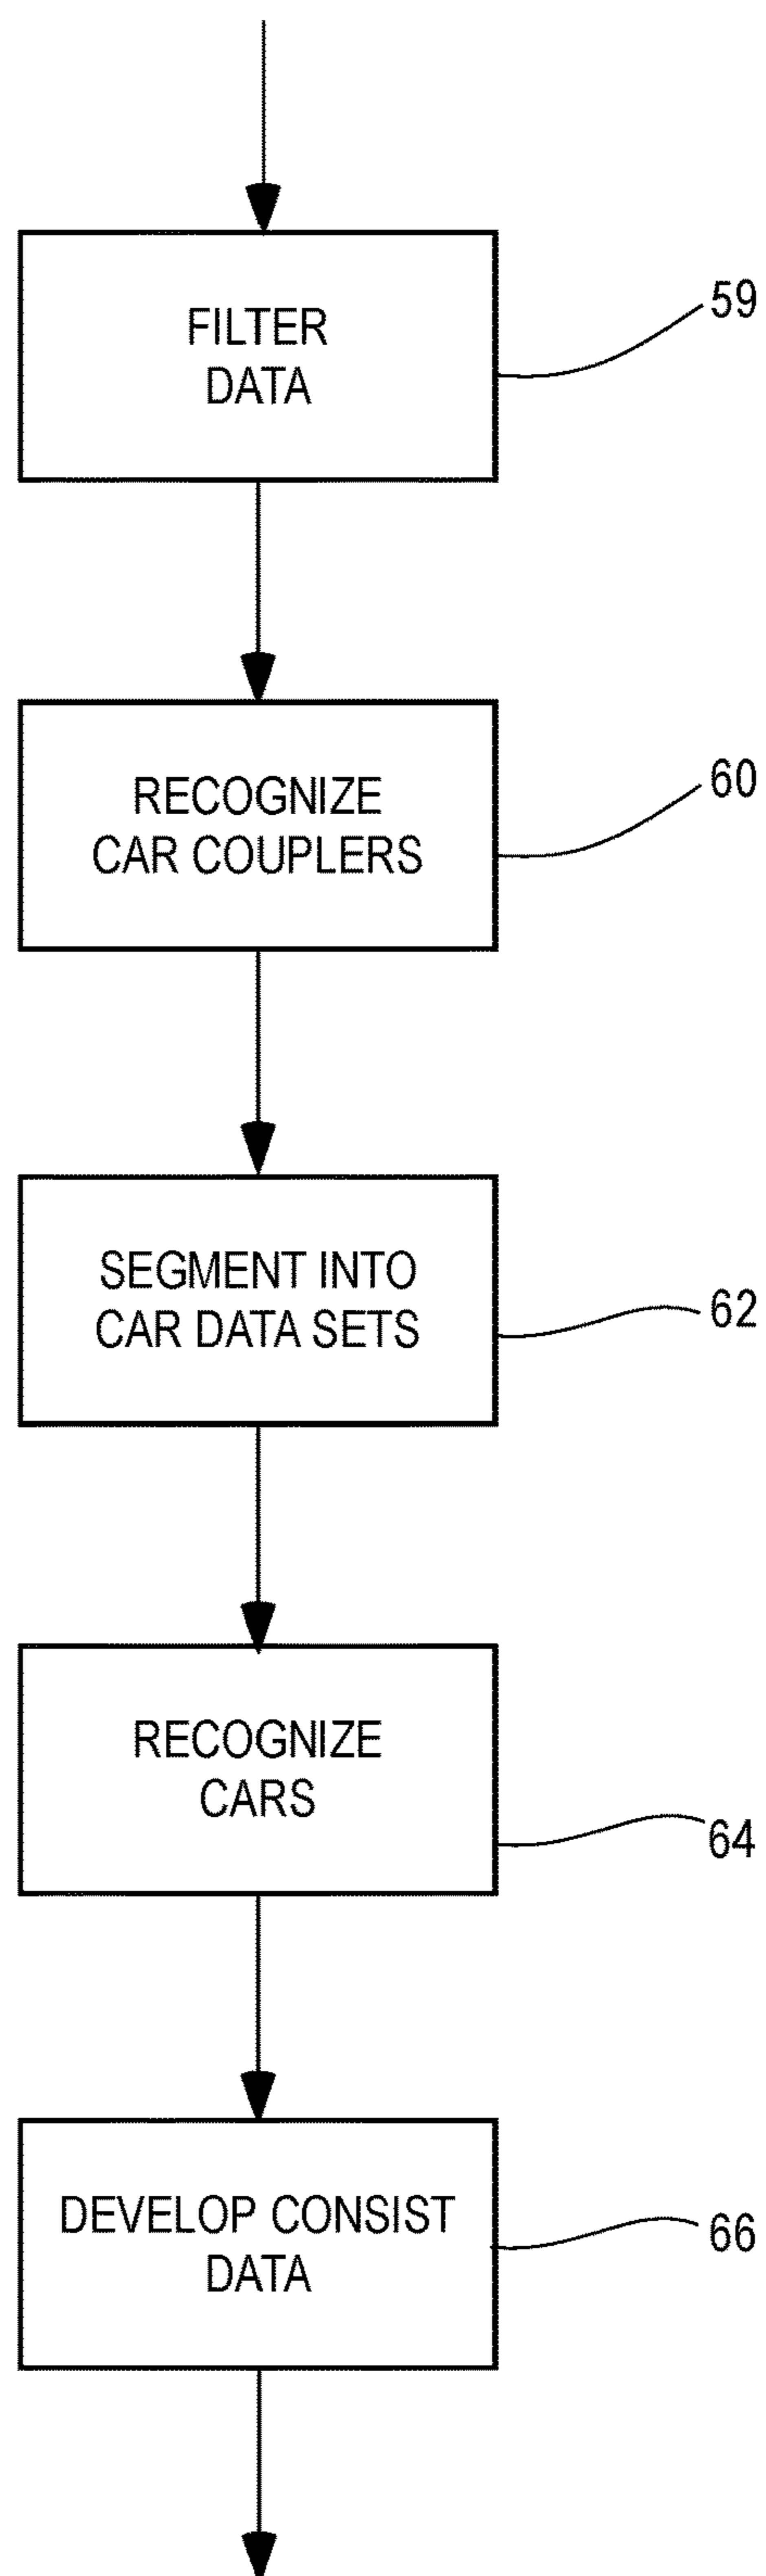 FILTER
DATA
59
RECOGNIZE
CAR COUPLERS
60
SEGMENT INTO
CAR DATA SETS
62
RECOGNIZE
CARS
64
DEVELOP CONSIST
DATA
66